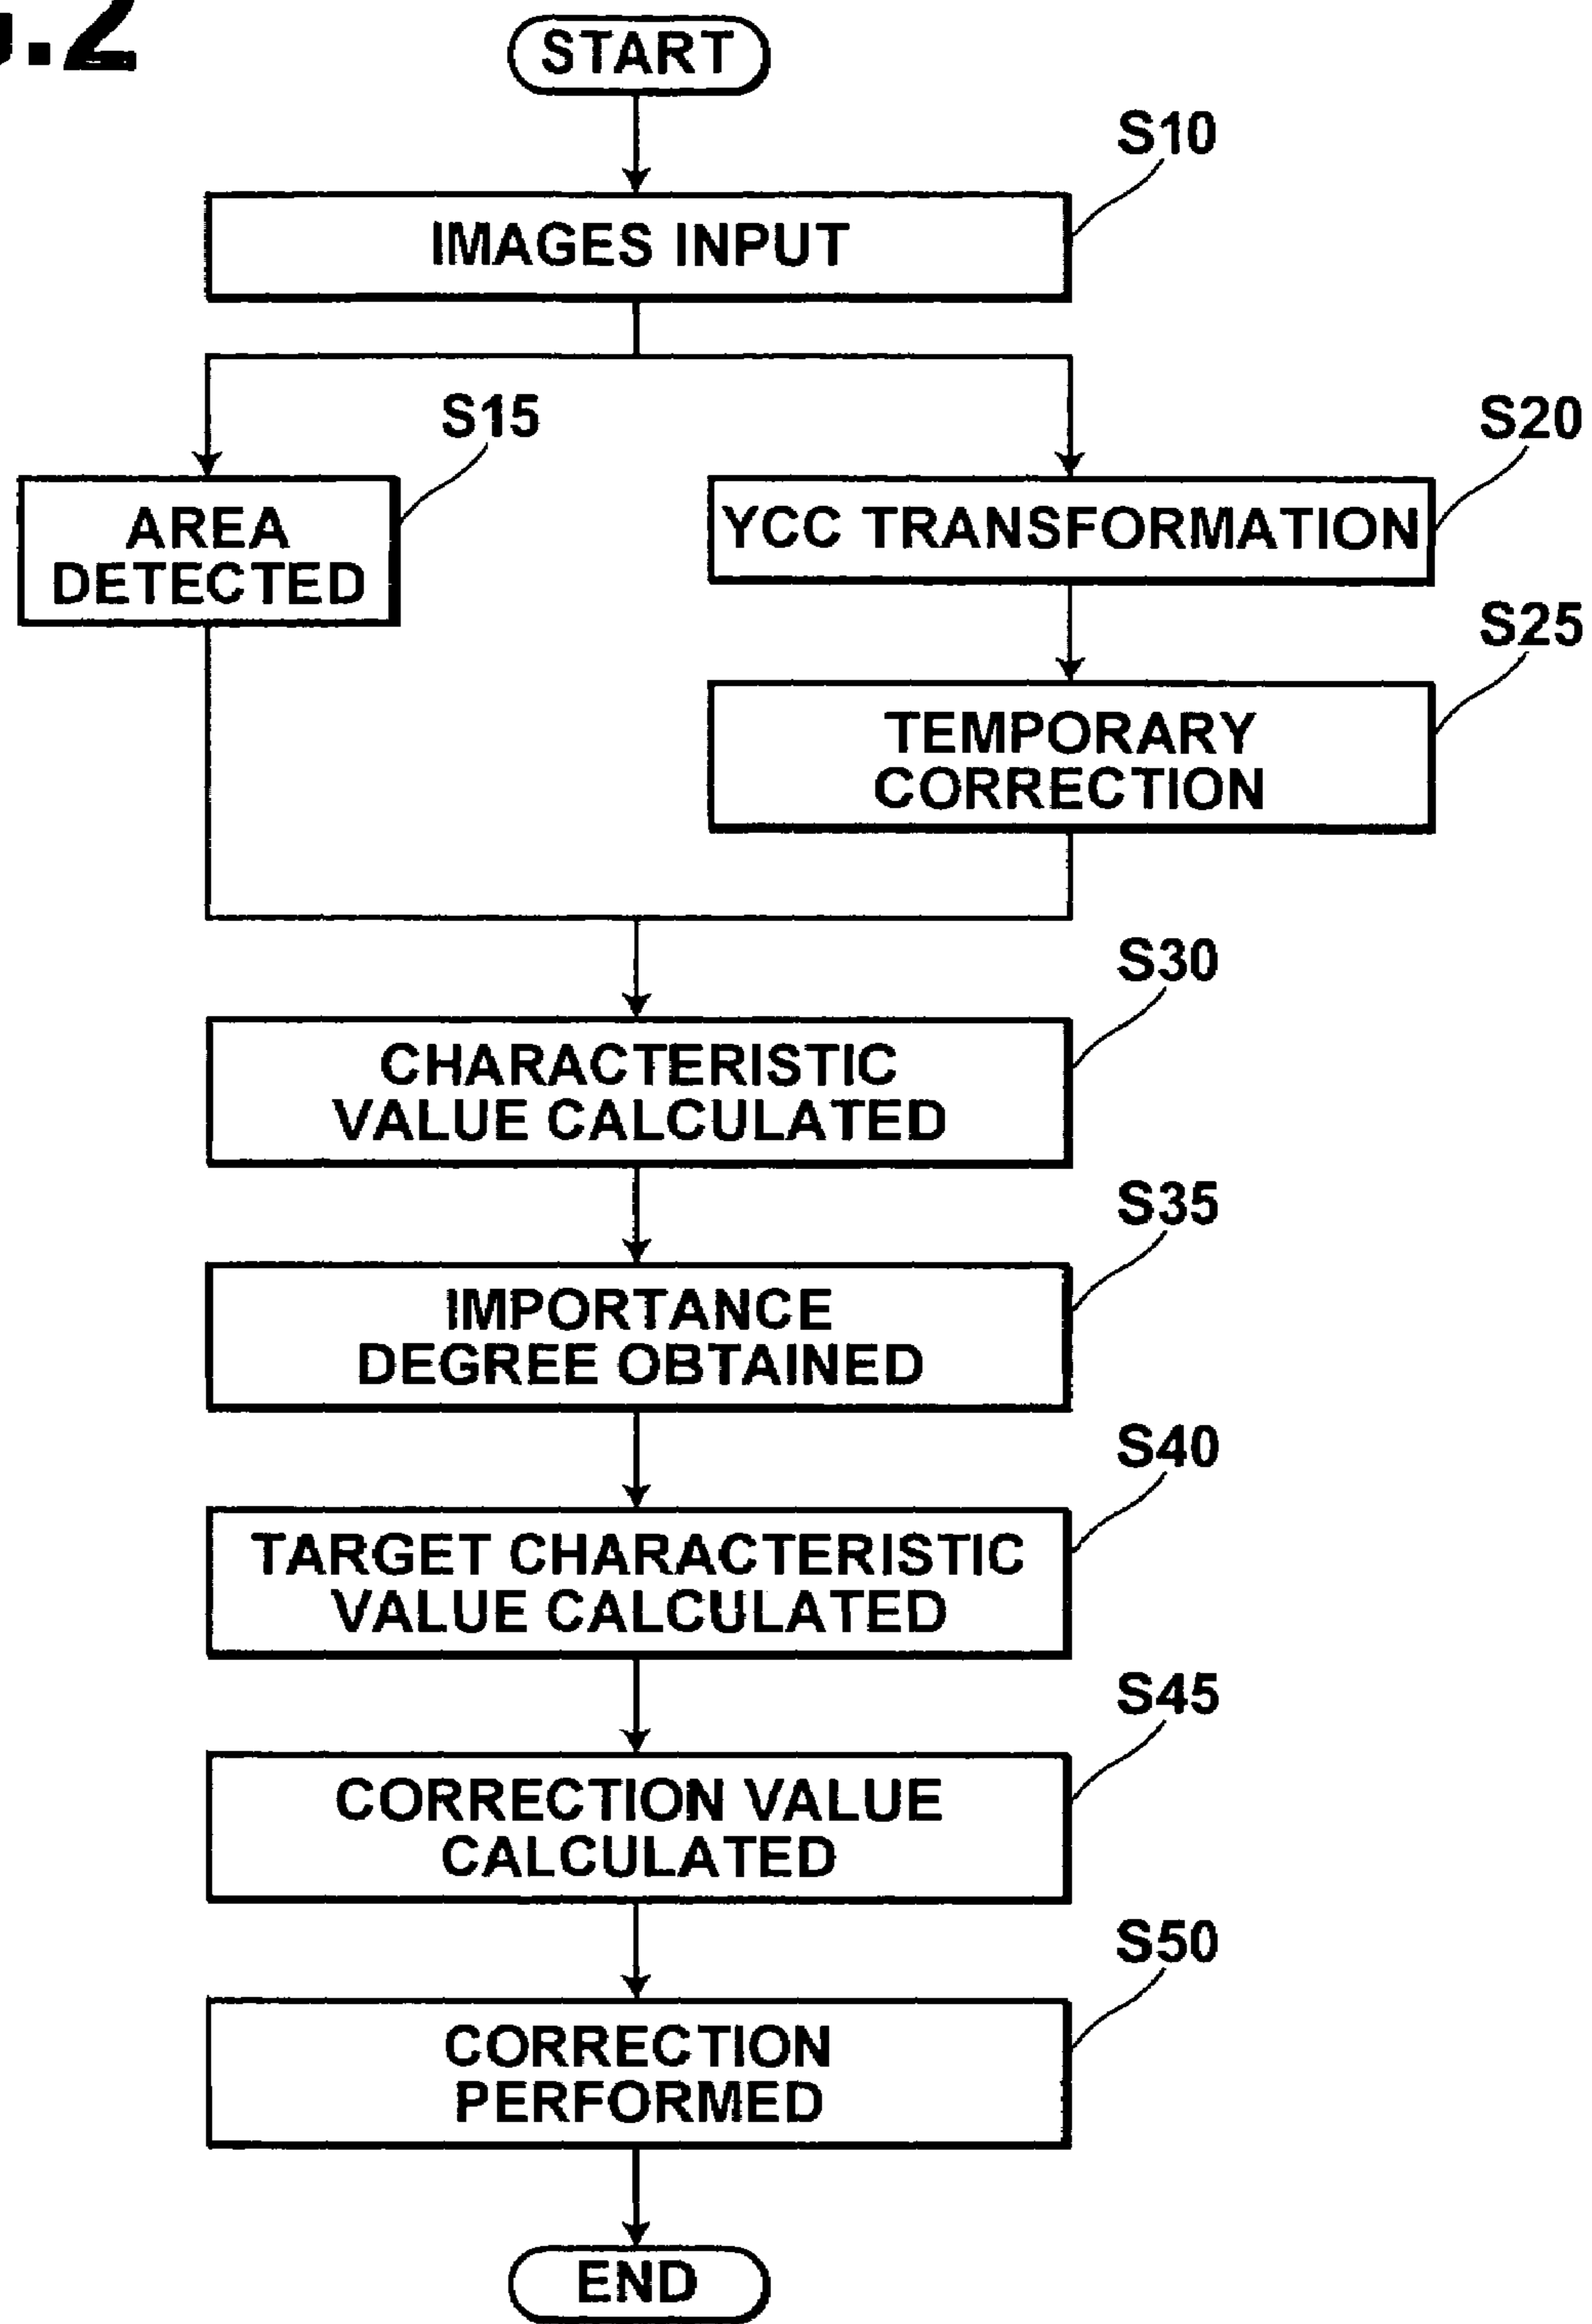 .2
START
S10
IMAGES INPUT
S15
S20
AREA
DETECTED
YCC TRANSFORMATION
S25
TEMPORARY
CORRECTION
S30
CHARACTERISTIC
VALUE CALCULATED
S35
IMPORTANCE
DEGREE OBTAINED
S40
TARGET CHARACTERISTIC
VALUE CALCULATED
S45
CORRECTION VALUE
CALCULATED
S50
CORRECTION
PERFORMED
END